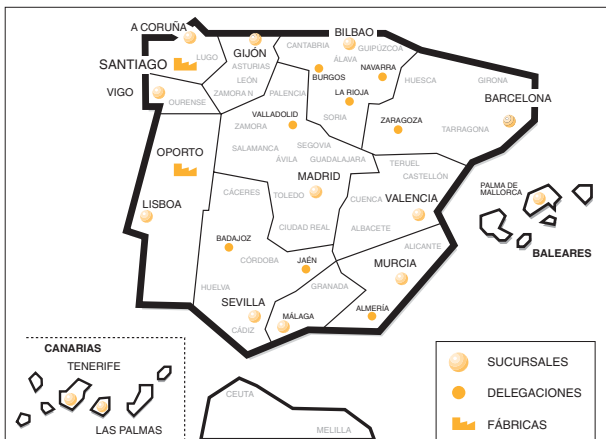 A CORUÑA
LUGO
SANTIAGO
VIGO
OURENSE
GIJÓN
ASTURIAS
LEÓN
ZAMORA N
PALENCIA
CANTABRIA
BILBAO
GUIPÚZCOA
ÁLAVA
BURGOS
NAVARRA
LA RIOJA
SORIA
HUESCA
GIRONA
BARCELONA
ZARAGOZA
TARRAGONA
VALLADOLID
ZAMORA
SEGOVIA
SALAMANCA
ÁVILA
GUADALAJARA
MADRID
TOLEDO
CIUDAD REAL
TERUEL
CASTELLÓN
CUENCA
VALENCIA
ALBACETE
OPORTO
LISBOA
CÁCERES
BADAJOZ
CÓRDOBA
JAÉN
HUELVA
SEVILLA
CÁDIZ
MÁLAGA
GRANADA
ALICANTE
MURCIA
ALMERÍA
PALMA DE
MALLORCA
BALEARES
CANARIAS
TENERIFE
LAS PALMAS
CEUTA
MELILLA
SUCURSALES
DELEGACIONES
FÁBRICAS